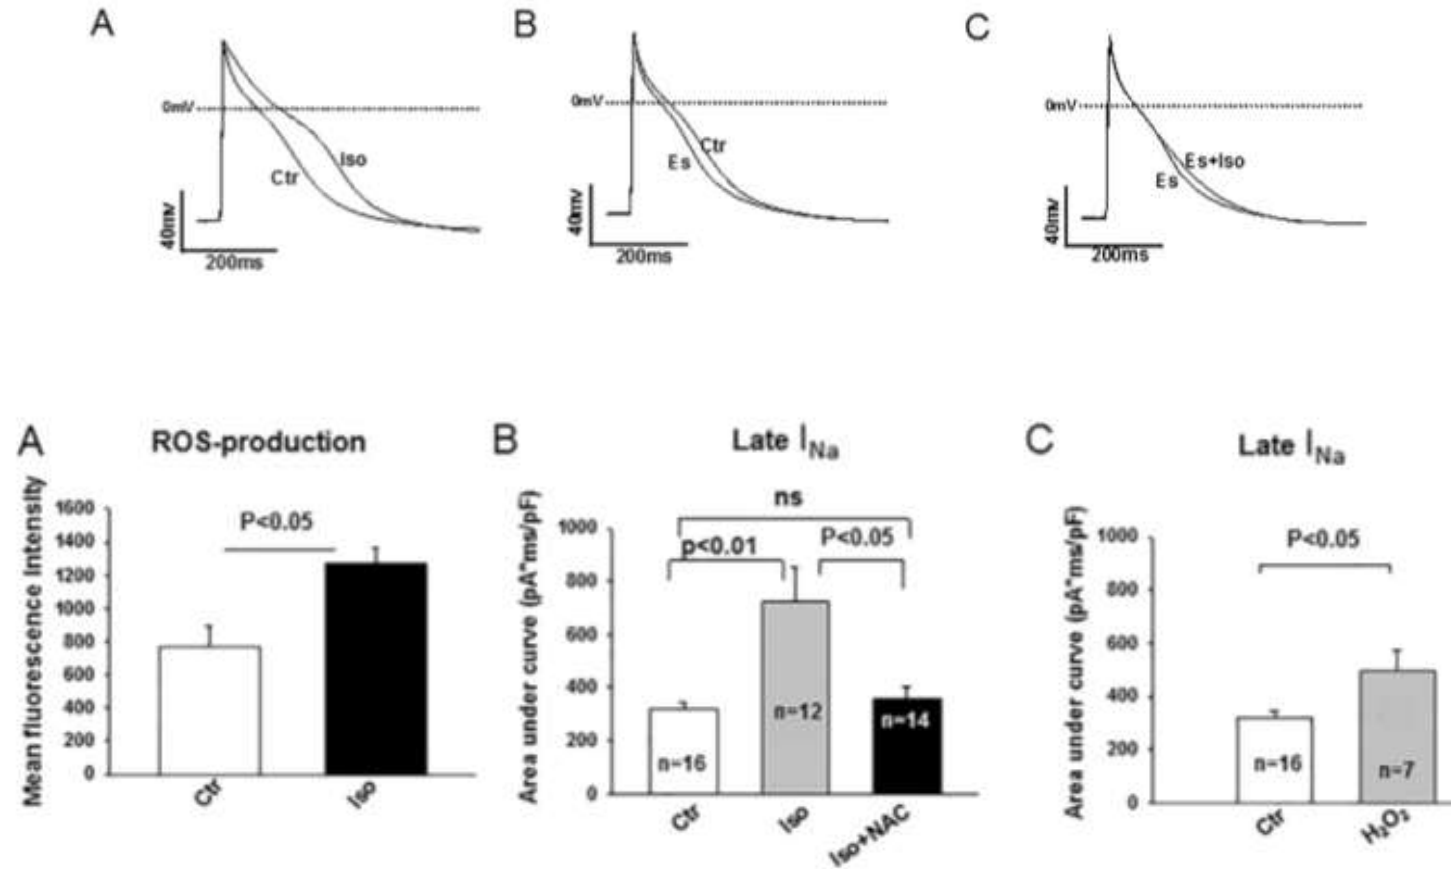 A
B
C
0mV
Iso
Ctr
40mv
200ms
0mV
Ctr
Es
40mv
200ms
0mV
Es+Iso
Es
40mv
200ms
A
ROS-production
Mean fluorescence Intensity
1600
1400
1200
1000
800
600
400
200
0
P<0.05
Ctr
Iso
B
Late I Na
Area under curve (pA*ms/pF)
1000
800
600
400
200
0
ns
p<0.01
P<0.05
n=16
n=12
n=14
Ctr
Iso
Iso+NAC
C
Late I Na
Area under curve (pA*ms/pF)
1000
800
600
400
200
0
P<0.05
n=16
n=7
Ctr
H₂O₂